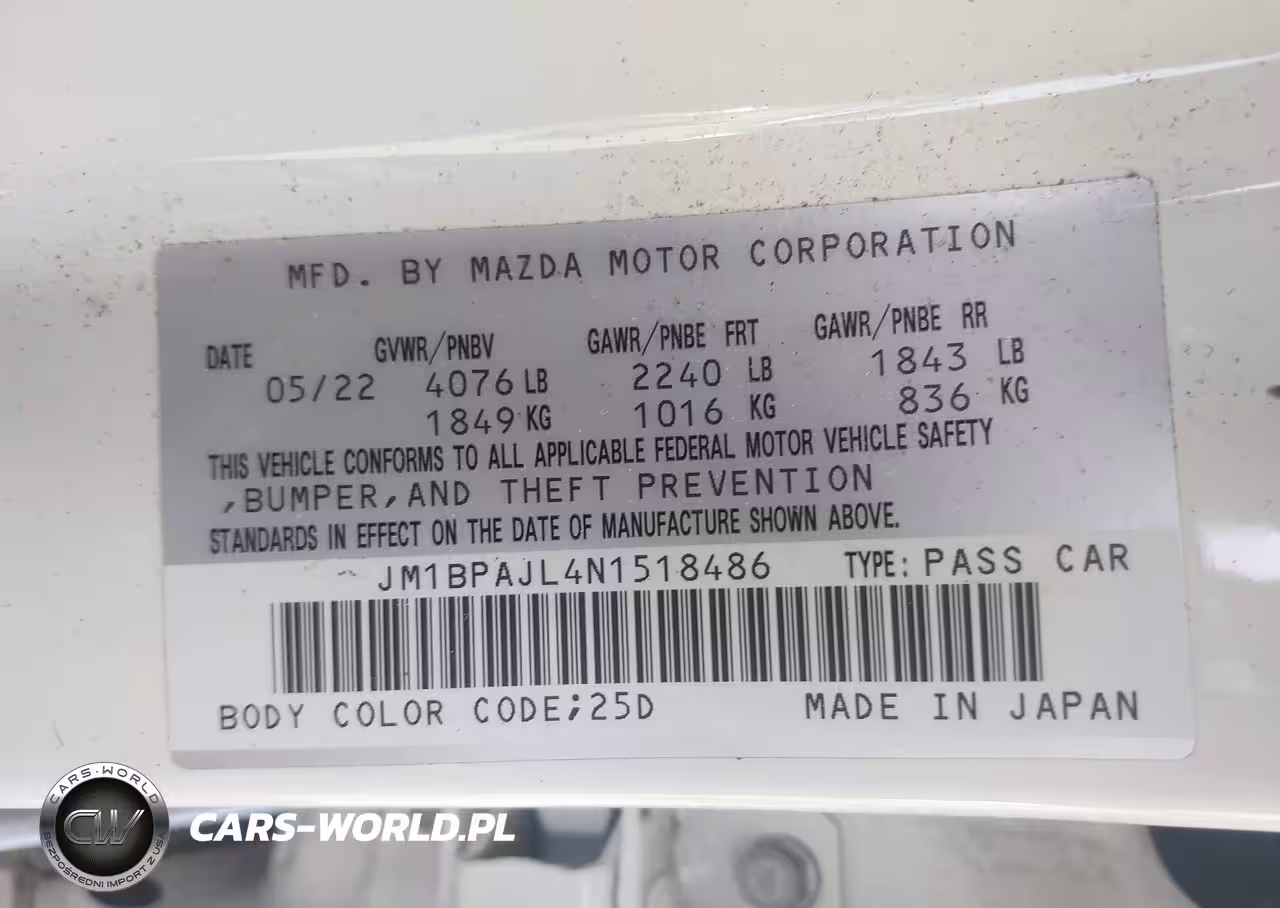 MFD. BY MAZDA MOTOR CORPORATION
DATE GVWR/PNBV GAWR/PNBE FRT GAWR/PNBE RR
05/22 4076 LB 2240 LB 1843 LB
1849 KG 1016 KG 836 KG
THIS VEHICLE CONFORMS TO ALL APPLICABLE FEDERAL MOTOR VEHICLE SAFETY
,BUMPER,AND THEFT PREVENTION
STANDARDS IN EFFECT ON THE DATE OF MANUFACTURE SHOWN ABOVE.
JM1BPAJL4N1518486 TYPE: PASS CAR
BODY COLOR CODE;25D MADE IN JAPAN
CARS-WORLD
CW
BEZPOŚREDNI IMPORT Z USA
CARS-WORLD.PL